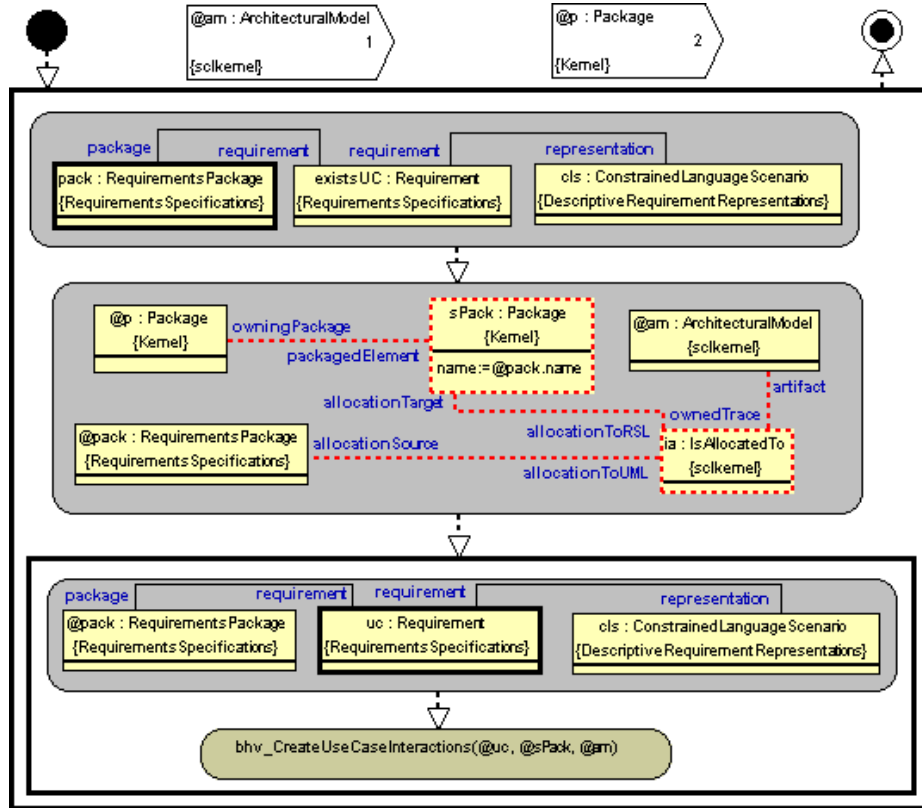 @am : ArchitecturalModel
1
{sclkernel}
@p : Package
2
{Kernel}
package
requirement
requirement
representation
pack : RequirementsPackage
{RequirementsSpecifications}
existsUC : Requirement
{RequirementsSpecifications}
cls : ConstrainedLanguageScenario
{DescriptiveRequirementRepresentations}
@p : Package
{Kernel}
owningPackage
packagedElement
sPack : Package
{Kernel}
name:=@pack.name
@am : ArchitecturalModel
{sclkernel}
artifact
allocationTarget
ownedTrace
@pack : RequirementsPackage
{RequirementsSpecifications}
allocationSource
allocationToRSL
allocationToUML
ia : IsAllocatedTo
{sclkernel}
package
requirement
requirement
representation
@pack : RequirementsPackage
{RequirementsSpecifications}
uc : Requirement
{RequirementsSpecifications}
cls : ConstrainedLanguageScenario
{DescriptiveRequirementRepresentations}
bhv_CreateUseCaseInteractions(@uc, @sPack, @am)